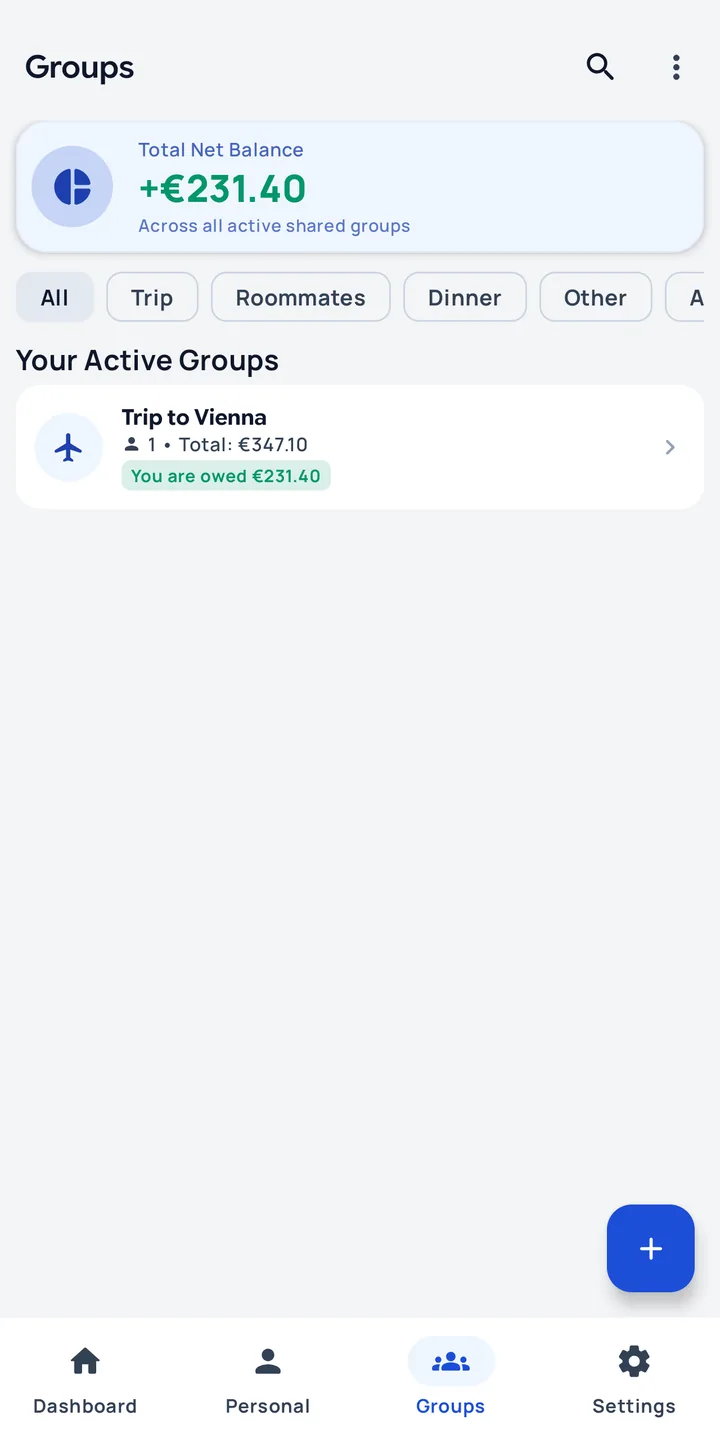 Groups
Total Net Balance
+€231.40
Across all active shared groups
All Trip Roommates Dinner Other A
Your Active Groups
Trip to Vienna
1 • Total: €347.10
You are owed €231.40
+
Dashboard Personal Groups Settings